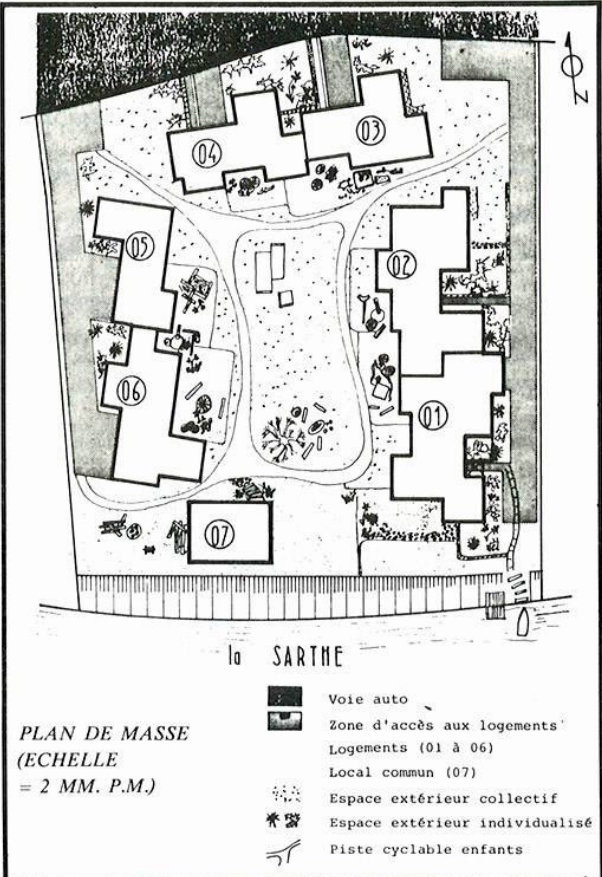 N
04
03
05
02
06
01
07
la SARTHE
PLAN DE MASSE
(ECHELLE
= 2 MM. P.M.)
Voie auto
Zone d'accès aux logements
Logements (01 à 06)
Local commun (07)
Espace extérieur collectif
Espace extérieur individualisé
Piste cyclable enfants